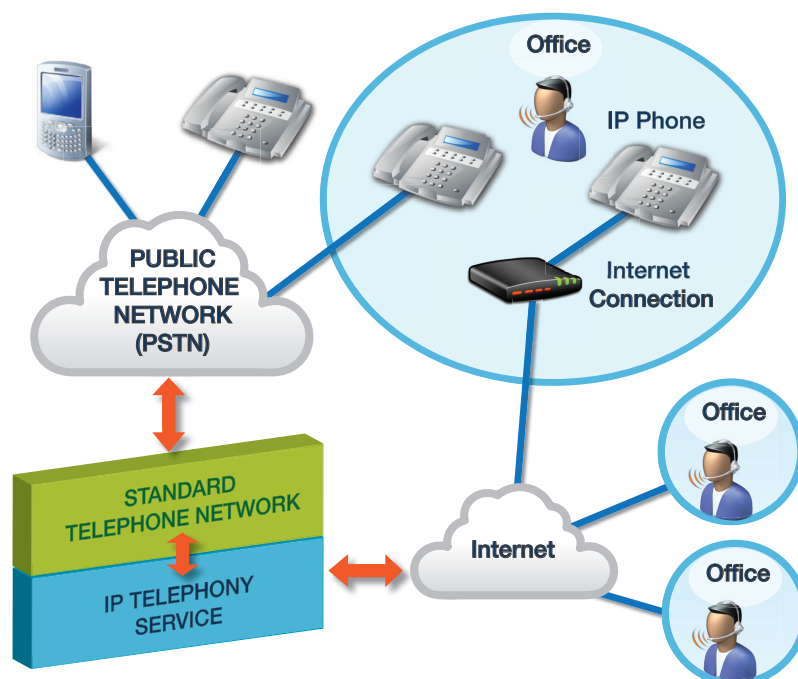 Office
IP Phone
PUBLIC
TELEPHONE
NETWORK
(PSTN)
Internet
Connection
STANDARD
TELEPHONE NETWORK
IP TELEPHONY
SERVICE
Internet
Office
Office